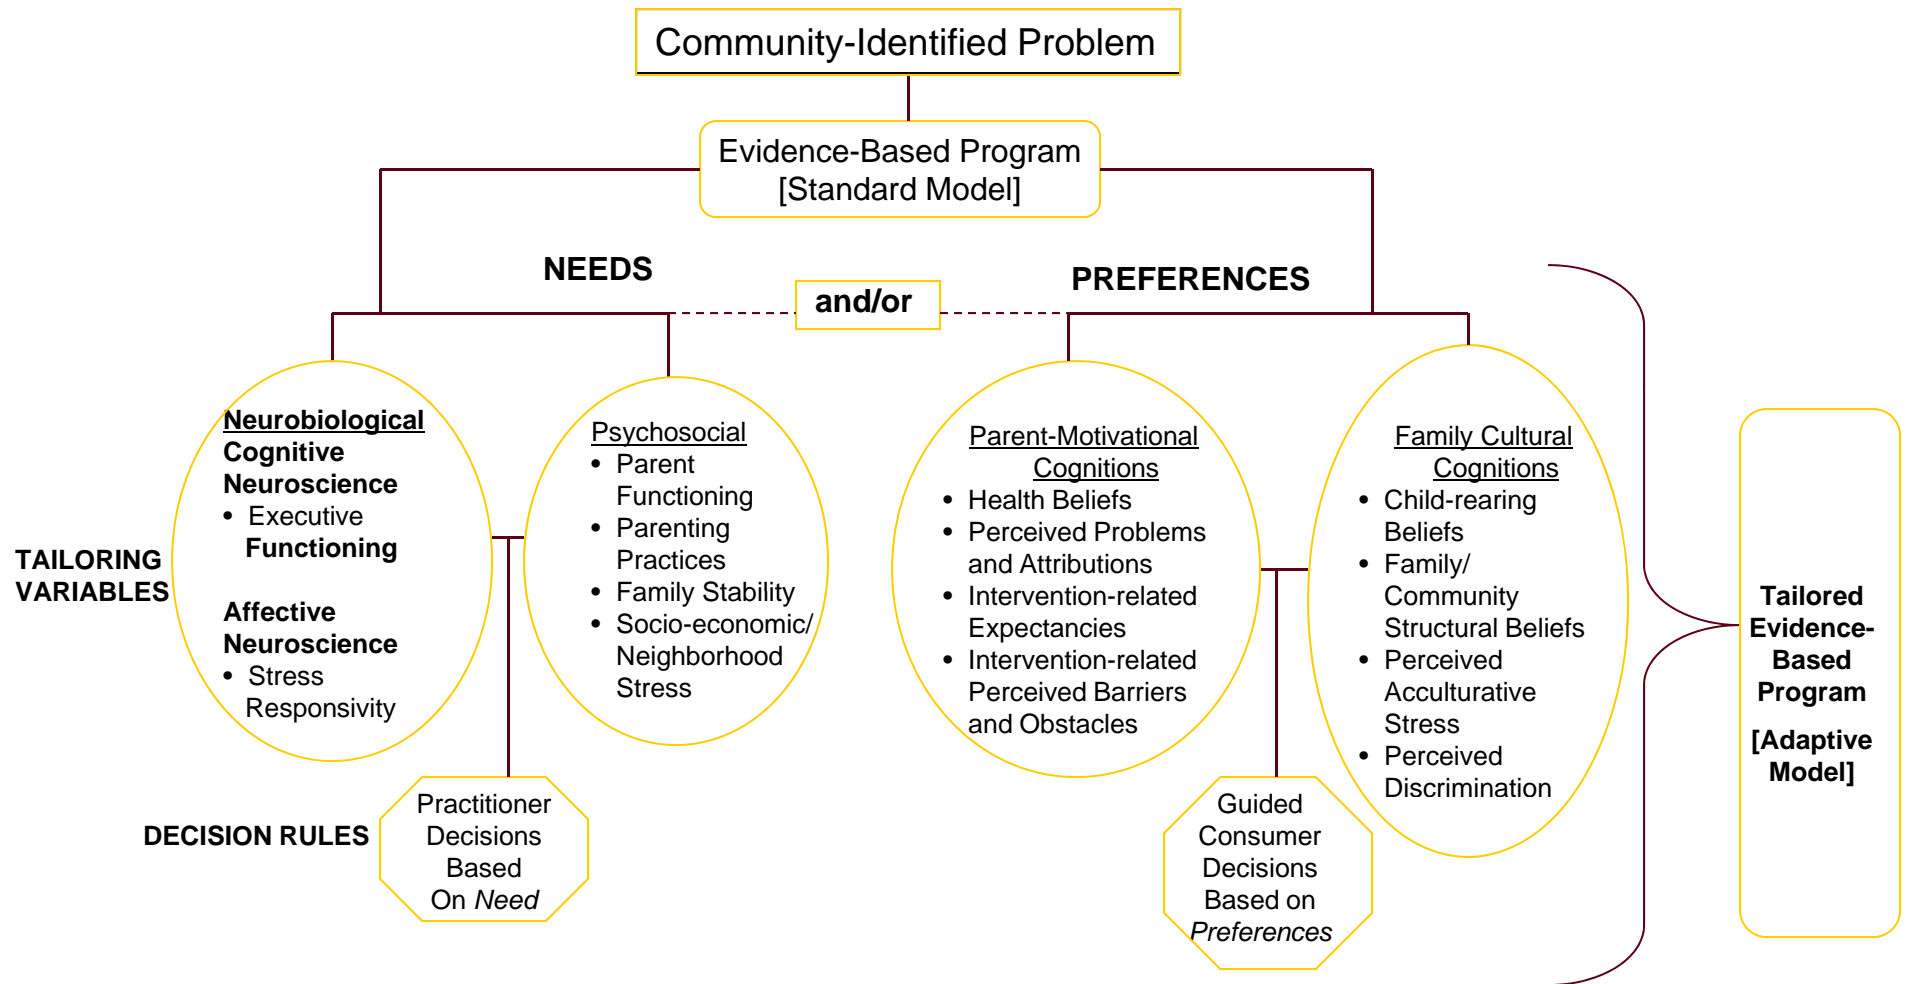 Community-Identified Problem
Evidence-Based Program
[Standard Model]
NEEDS
and/or
PREFERENCES
TAILORING
VARIABLES
Neurobiological
Cognitive
Neuroscience
• Executive
Functioning
Affective
Neuroscience
• Stress
Responsivity
Psychosocial
• Parent
Functioning
• Parenting
Practices
• Family Stability
• Socio-economic/
Neighborhood
Stress
Parent-Motivational
Cognitions
• Health Beliefs
• Perceived Problems
and Attributions
• Intervention-related
Expectancies
• Intervention-related
Perceived Barriers
and Obstacles
Family Cultural
Cognitions
• Child-rearing
Beliefs
• Family/
Community
Structural Beliefs
• Perceived
Acculturative
Stress
• Perceived
Discrimination
DECISION RULES
Practitioner
Decisions
Based
On Need
Guided
Consumer
Decisions
Based on
Preferences
Tailored
Evidence-
Based
Program
[Adaptive
Model]